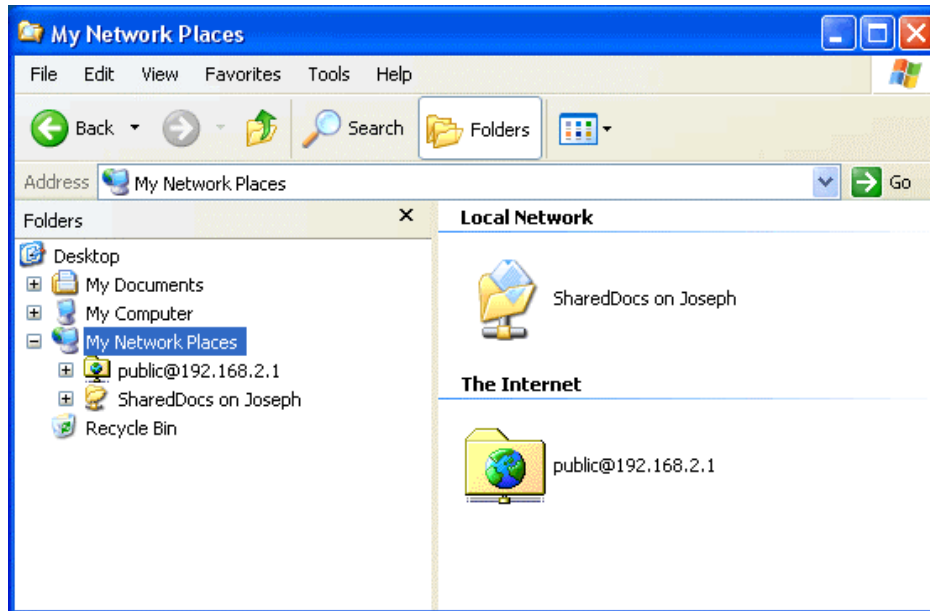 My Network Places
File Edit View Favorites Tools Help
Back Search Folders
Address My Network Places Go
Folders
Desktop
My Documents
My Computer
My Network Places
public@192.168.2.1
SharedDocs on Joseph
Recycle Bin
Local Network
SharedDocs on Joseph
The Internet
public@192.168.2.1